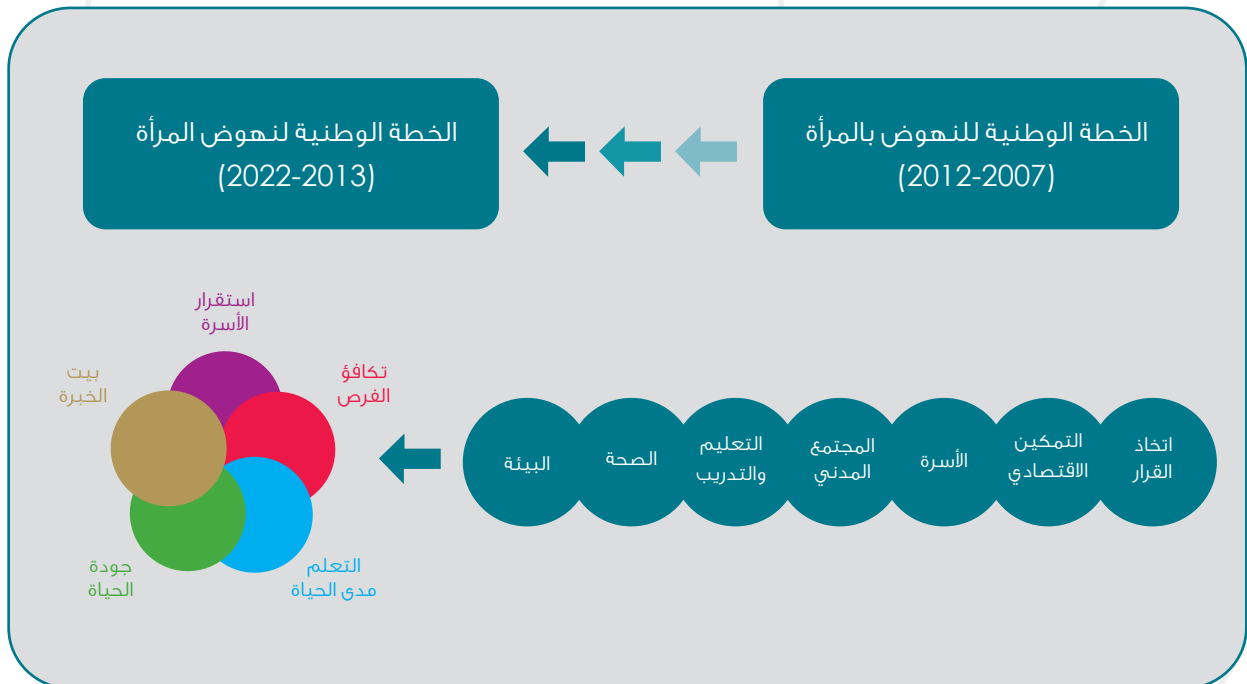 الخطة الوطنية للنهوض بالمرأة
(2007-2012)
الخطة الوطنية لنهوض المرأة
(2013-2022)
اتخاذ
القرار
التمكين
الاقتصادي
الأسرة
المجتمع
المدني
التعليم
والتدريب
الصحة
البيئة
استقرار
الأسرة
تكافؤ
الفرص
التعلم
مدى الحياة
جودة
الحياة
بيت
الخبرة